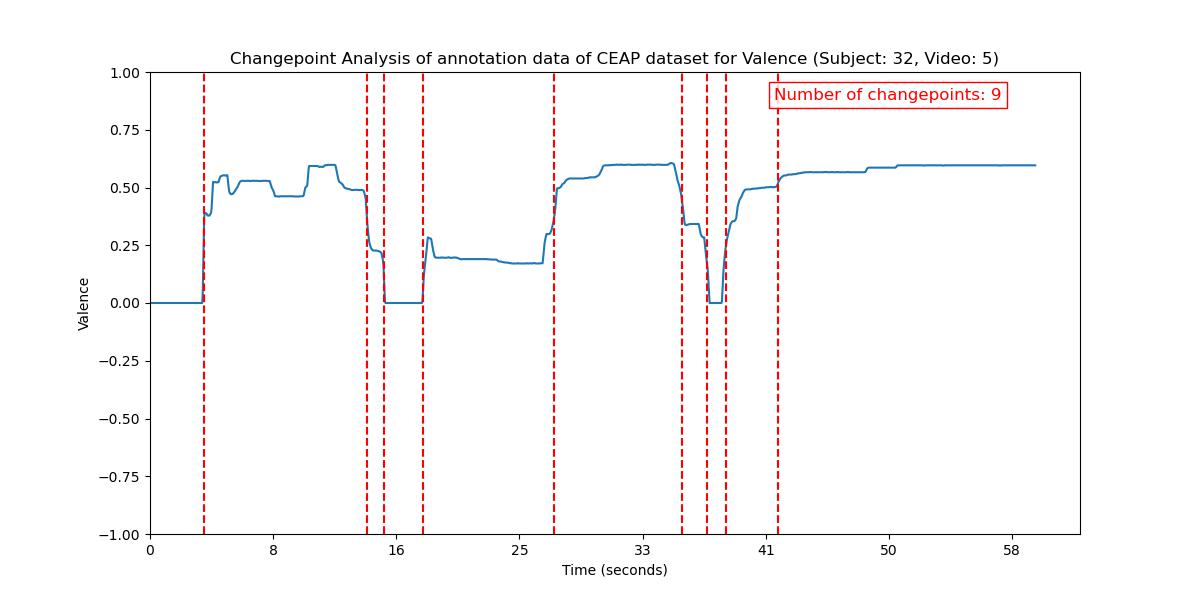 Changepoint Analysis of annotation data of CEAP dataset for Valence (Subject: 32, Video: 5)
Number of changepoints: 9
1.00
0.75
0.50
0.25
0.00
−0.25
−0.50
−0.75
−1.00
Valence
0 8 16 25 33 41 50 58
Time (seconds)